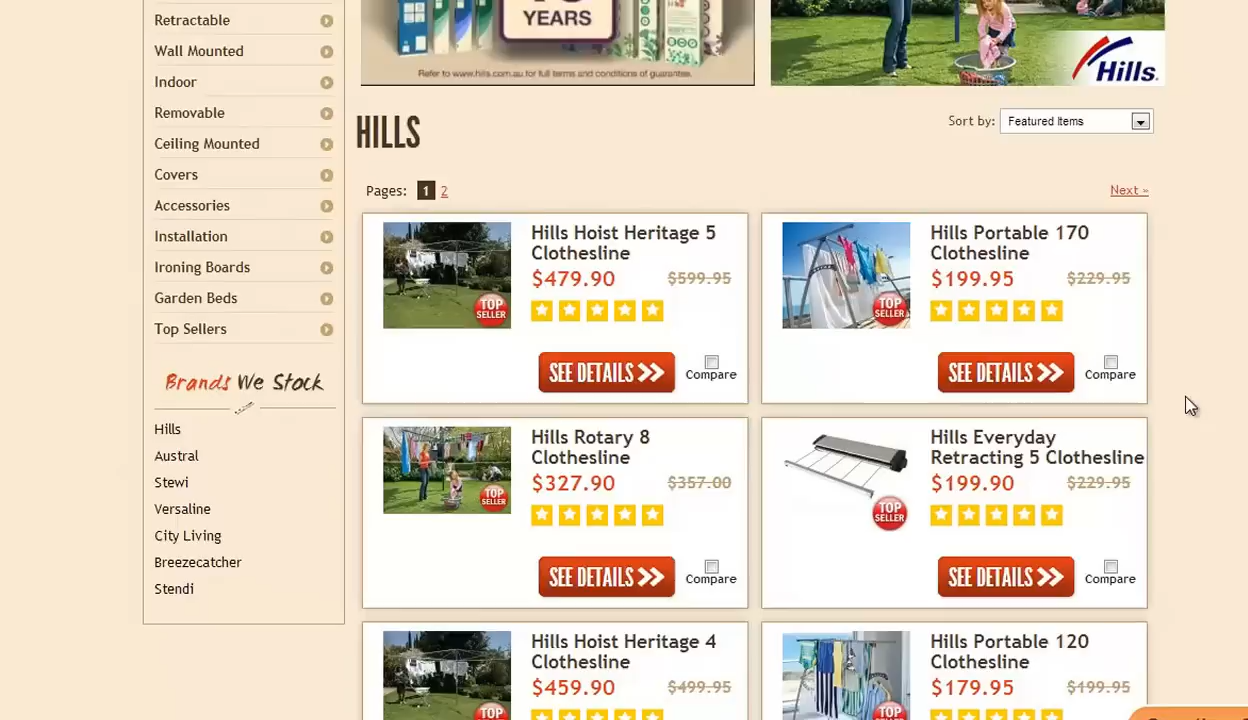 Retractable
Wall Mounted
Indoor
Removable
Ceiling Mounted
Covers
Accessories
Installation
Ironing Boards
Garden Beds
Top Sellers
Brands We Stock
Hills
Austral
Stewi
Versaline
City Living
Breezecatcher
Stendi
YEARS
Refer to www.hills.com.au for full terms and conditions of guarantee.
Hills
HILLS
Sort by: Featured Items
Pages: 1 2
Next »
TOP SELLER
Hills Hoist Heritage 5
Clothesline
$479.90 $599.95
SEE DETAILS >>
Compare
TOP SELLER
Hills Portable 170
Clothesline
$199.95 $229.95
SEE DETAILS >>
Compare
TOP SELLER
Hills Rotary 8
Clothesline
$327.90 $357.00
SEE DETAILS >>
Compare
TOP SELLER
Hills Everyday
Retracting 5 Clothesline
$199.90 $229.95
SEE DETAILS >>
Compare
TOP
Hills Hoist Heritage 4
Clothesline
$459.90 $499.95
TOP
Hills Portable 120
Clothesline
$179.95 $199.95